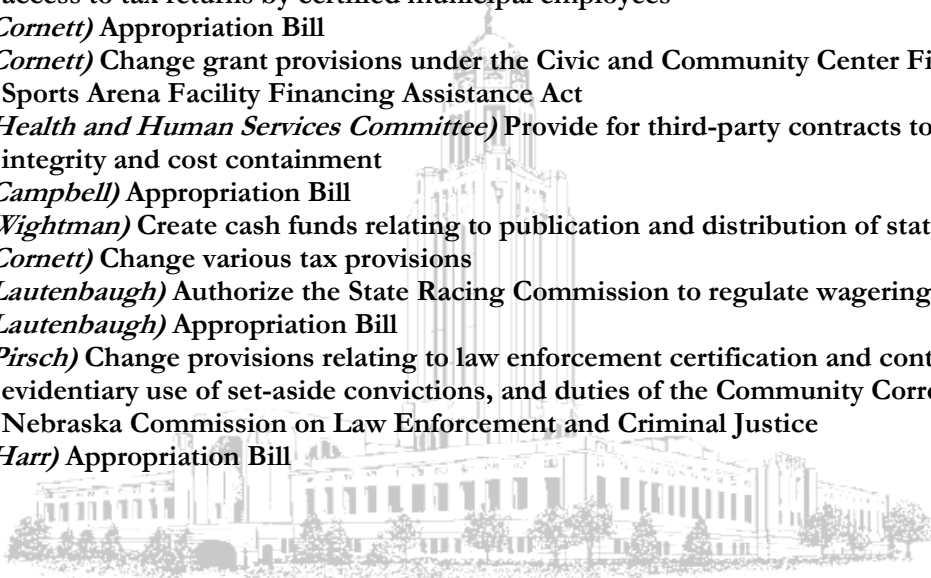 access to tax returns by certified municipal employees
Cornett) Appropriation Bill
Cornett) Change grant provisions under the Civic and Community Center Fi
Sports Arena Facility Financing Assistance Act
Health and Human Services Committee) Provide for third-party contracts to
integrity and cost containment
Campbell) Appropriation Bill
Wightman) Create cash funds relating to publication and distribution of stat
Cornett) Change various tax provisions
Lautenbaugh) Authorize the State Racing Commission to regulate wagering
Lautenbaugh) Appropriation Bill
Pirsch) Change provisions relating to law enforcement certification and cont
evidentiary use of set-aside convictions, and duties of the Community Corre
Nebraska Commission on Law Enforcement and Criminal Justice
Harr) Appropriation Bill